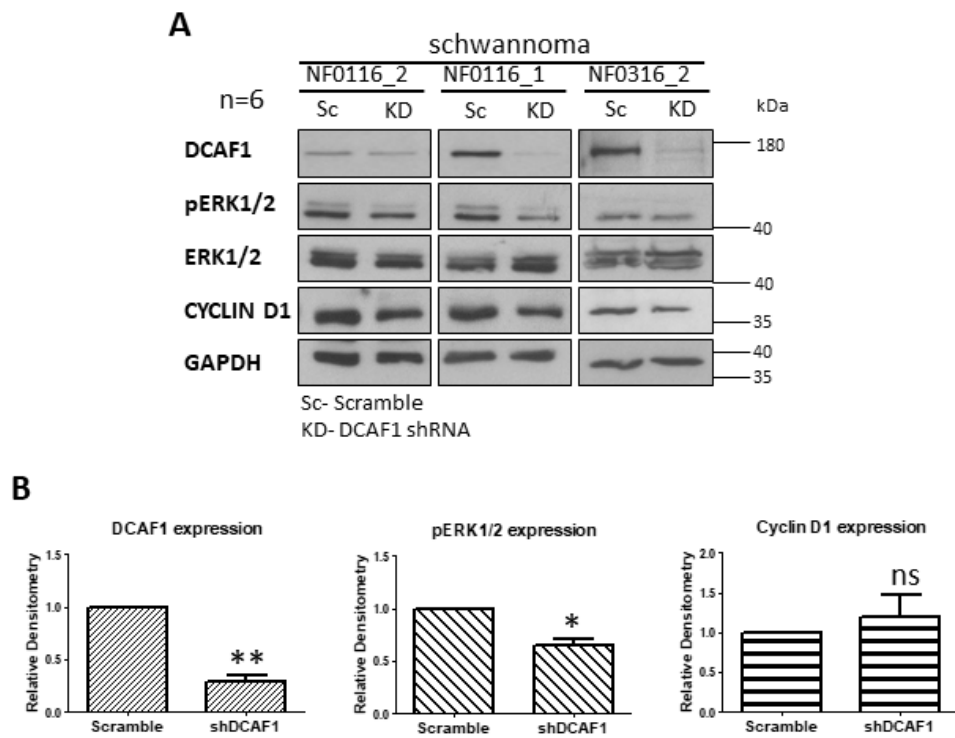 A
schwannoma
NF0116_2 NF0116_1 NF0316_2
n=6
Sc KD Sc KD Sc KD kDa
DCAF1 180
pERK1/2 40
ERK1/2 40
CYCLIN D1 35
GAPDH 40
35
Sc- Scramble
KD- DCAF1 shRNA
B
DCAF1 expression
Relative Densitometry
1.5
1.0
0.5
0.0
**
Scramble shDCAF1
pERK1/2 expression
Relative Densitometry
1.5
1.0
0.5
0.0
*
Scramble shDCAF1
Cyclin D1 expression
Relative Densitometry
2.0
1.5
1.0
0.5
0.0
ns
Scramble shDCAF1